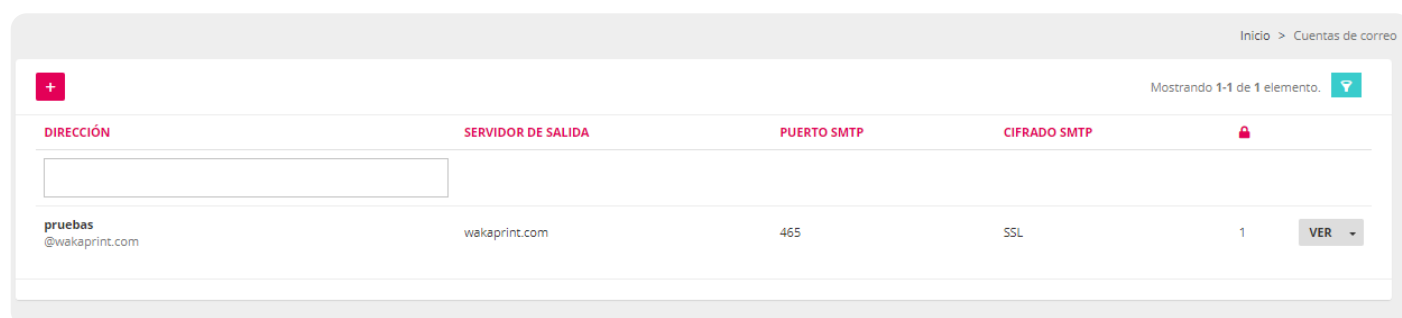 Inicio > Cuentas de correo
+
Mostrando 1-1 de 1 elemento.
DIRECCIÓN SERVIDOR DE SALIDA PUERTO SMTP CIFRADO SMTP
pruebas
@wakaprint.com wakaprint.com 465 SSL 1 VER